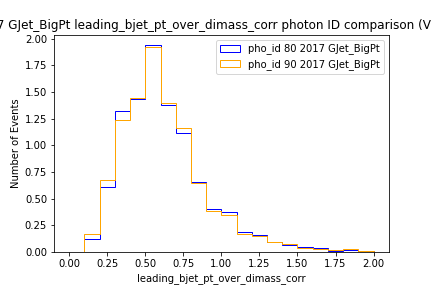 7 GJet_BigPt leading_bjet_pt_over_dimass_corr photon ID comparison (V
2.00
1.75
1.50
1.25
1.00
0.75
0.50
0.25
0.00
Number of Events
pho_id 80 2017 GJet_BigPt
pho_id 90 2017 GJet_BigPt
0.00 0.25 0.50 0.75 1.00 1.25 1.50 1.75 2.00
leading_bjet_pt_over_dimass_corr